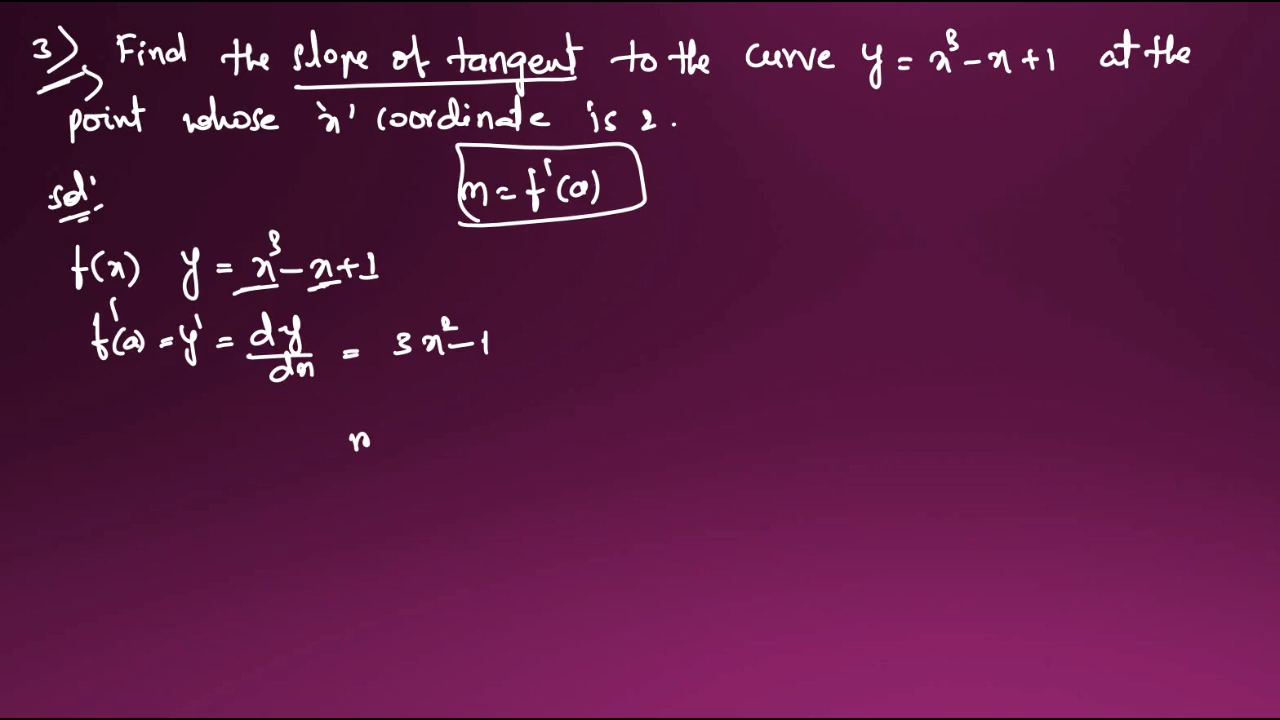 3) Find the slope of tangent to the curve y = x³ - x + 1 at the
point whose 'x' coordinate is 2.
sol:
m = f'(a)
f(x) y = x³ - x + 1
f'(a) = y' = dy/dx = 3x² - 1